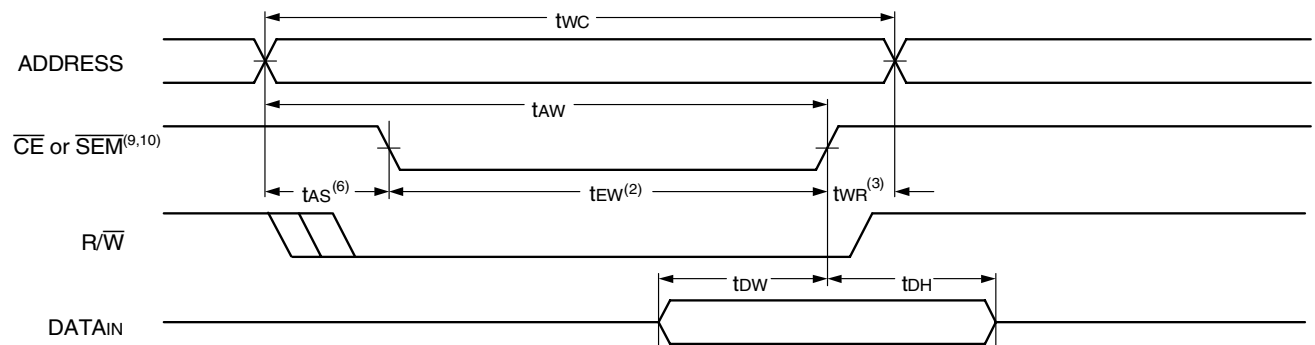 tWC
ADDRESS
tAW
CE or SEM(9,10)
tAS(6)
tEW(2)
tWR(3)
R/W
tDW
tDH
DATAIN